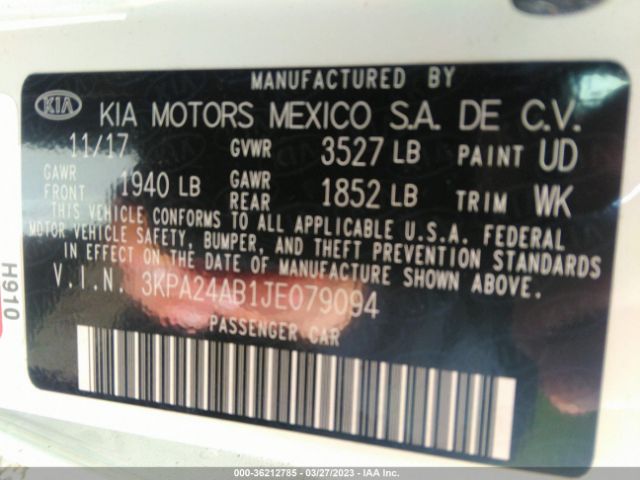 MANUFACTURED BY
KIA KIA MOTORS MEXICO S.A. DE C.V.
11/17 GVWR 3527 LB PAINT UD
GAWR FRONT 1940 LB GAWR REAR 1852 LB TRIM WK
THIS VEHICLE CONFORMS TO ALL APPLICABLE U.S.A. FEDERAL
MOTOR VEHICLE SAFETY, BUMPER, AND THEFT PREVENTION STANDARDS
IN EFFECT ON THE DATE OF MANUFACTURE SHOWN ABOVE.
V.I.N. 3KPA24AB1JE079094
PASSENGER CAR
H910
000-36212785 - 03/27/2023 - IAA Inc.